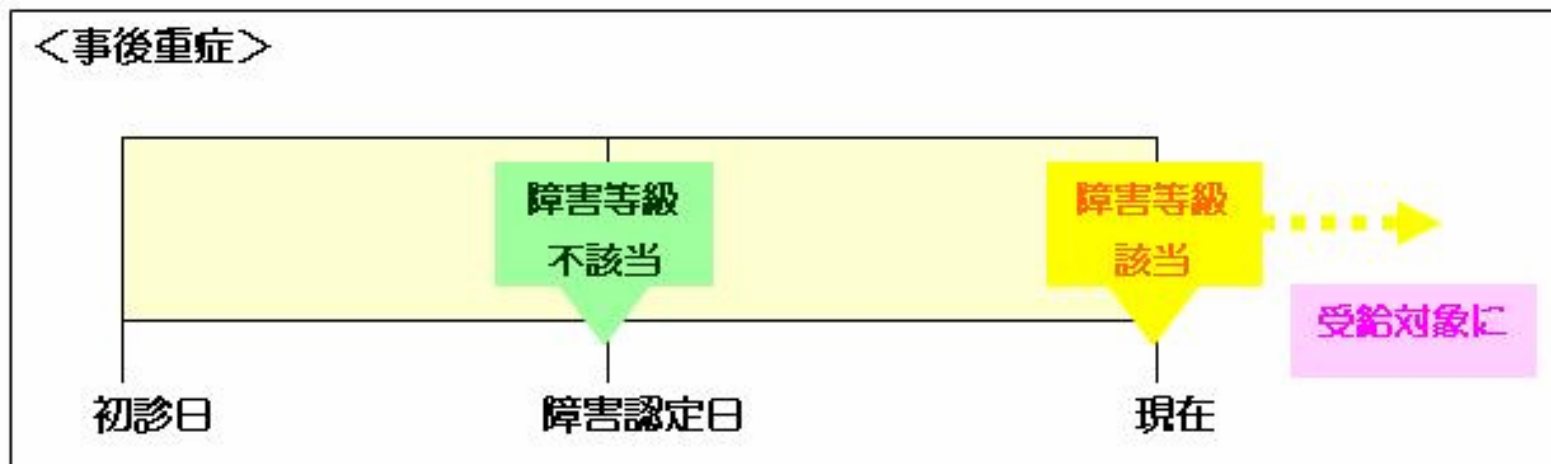 ＜事後重症＞
障害等級
不該当
障害等級
該当
受給対象に
初診日
障害認定日
現在